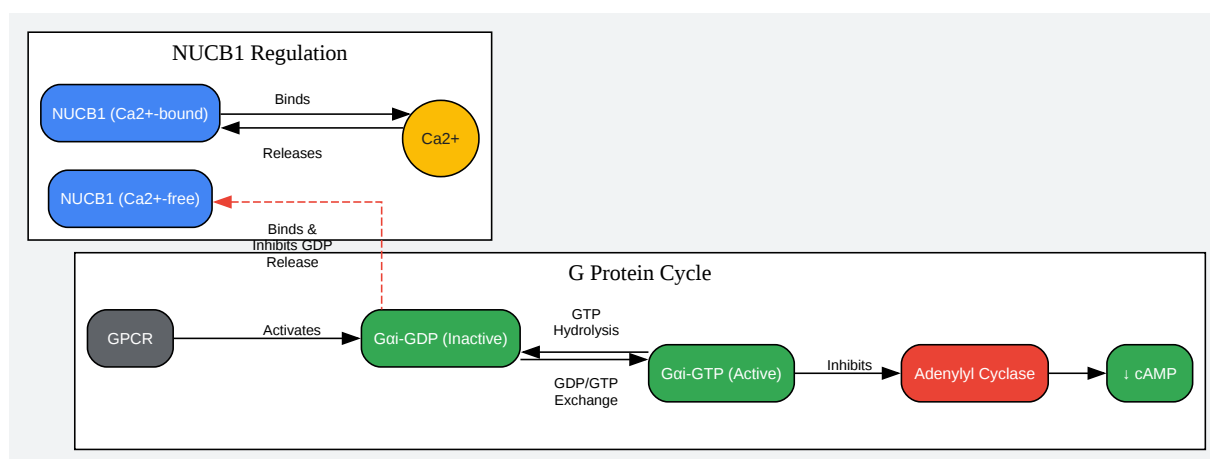 NUCB1 Regulation
NUCB1 (Ca2+-bound)
Binds
Ca2+
Releases
NUCB1 (Ca2+-free)
Binds &
Inhibits GDP
Release
G Protein Cycle
GPCR
Activates
Gαi-GDP (Inactive)
GTP
Hydrolysis
GDP/GTP
Exchange
Gαi-GTP (Active)
Inhibits
Adenylyl Cyclase
↓ cAMP